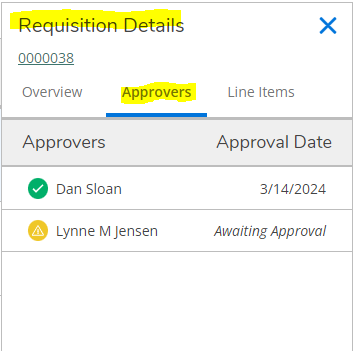 Requisition Details
0000038
Overview Approvers Line Items
Approvers Approval Date
Dan Sloan 3/14/2024
Lynne M Jensen Awaiting Approval